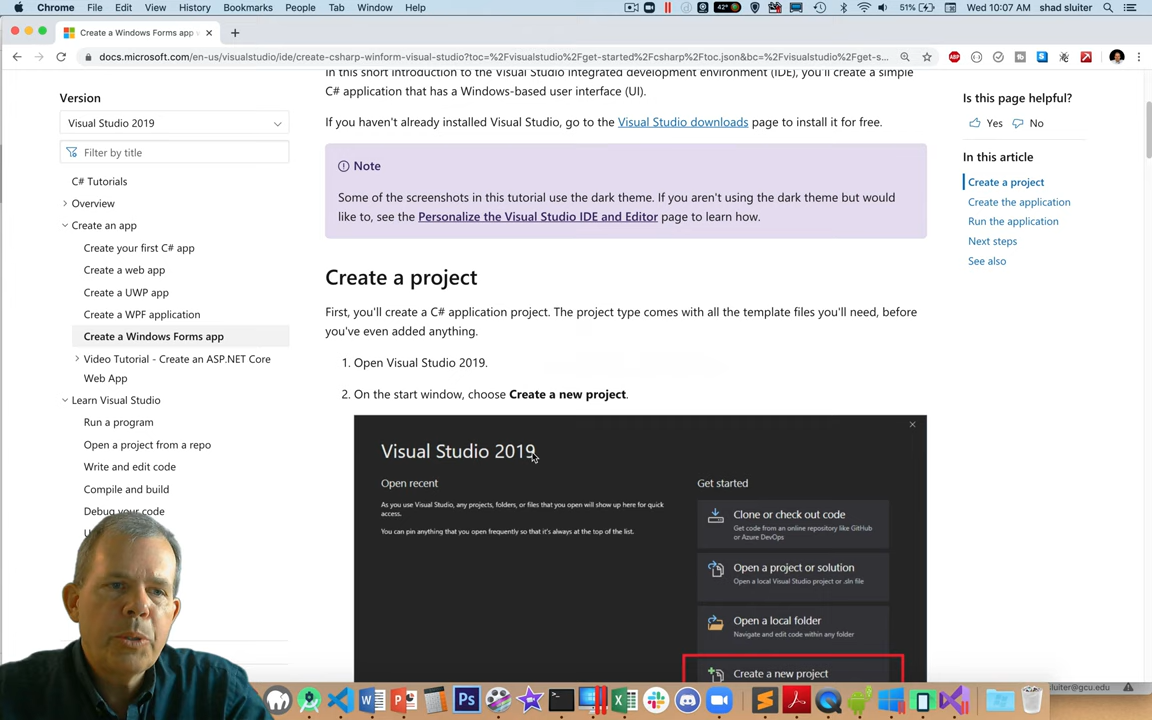 Chrome File Edit View History Bookmarks People Tab Window Help
42° 51% Wed 10:07 AM shad sluiter
Create a Windows Forms app
docs.microsoft.com/en-us/visualstudio/ide/create-csharp-winform-visual-studio?toc=%2Fvisualstudio%2Fget-started%2Fcsharp%2Ftoc.json&bc=%2Fvisualstudio%2Fget-s...
Version
Visual Studio 2019
Filter by title
C# Tutorials
Overview
Create an app
Create your first C# app
Create a web app
Create a UWP app
Create a WPF application
Create a Windows Forms app
Video Tutorial - Create an ASP.NET Core
Web App
Learn Visual Studio
Run a program
Open a project from a repo
Write and edit code
Compile and build
Debug your code
In this short introduction to the Visual Studio integrated development environment (IDE), you'll create a simple
C# application that has a Windows-based user interface (UI).
If you haven't already installed Visual Studio, go to the Visual Studio downloads page to install it for free.
Note
Some of the screenshots in this tutorial use the dark theme. If you aren't using the dark theme but would
like to, see the Personalize the Visual Studio IDE and Editor page to learn how.
Create a project
First, you'll create a C# application project. The project type comes with all the template files you'll need, before
you've even added anything.
1. Open Visual Studio 2019.
2. On the start window, choose Create a new project.
Visual Studio 2019
Open recent
As you use Visual Studio, any projects, folders, or files that you open will show up here for quick
access.
You can pin anything that you open frequently so that it's always at the top of the list.
Get started
Clone or check out code
Get code from an online repository like GitHub
or Azure DevOps
Open a project or solution
Open a local Visual Studio project or .sln file
Open a local folder
Navigate and edit code within any folder
Create a new project
Is this page helpful?
Yes No
In this article
Create a project
Create the application
Run the application
Next steps
See also
sluiter@gcu.edu